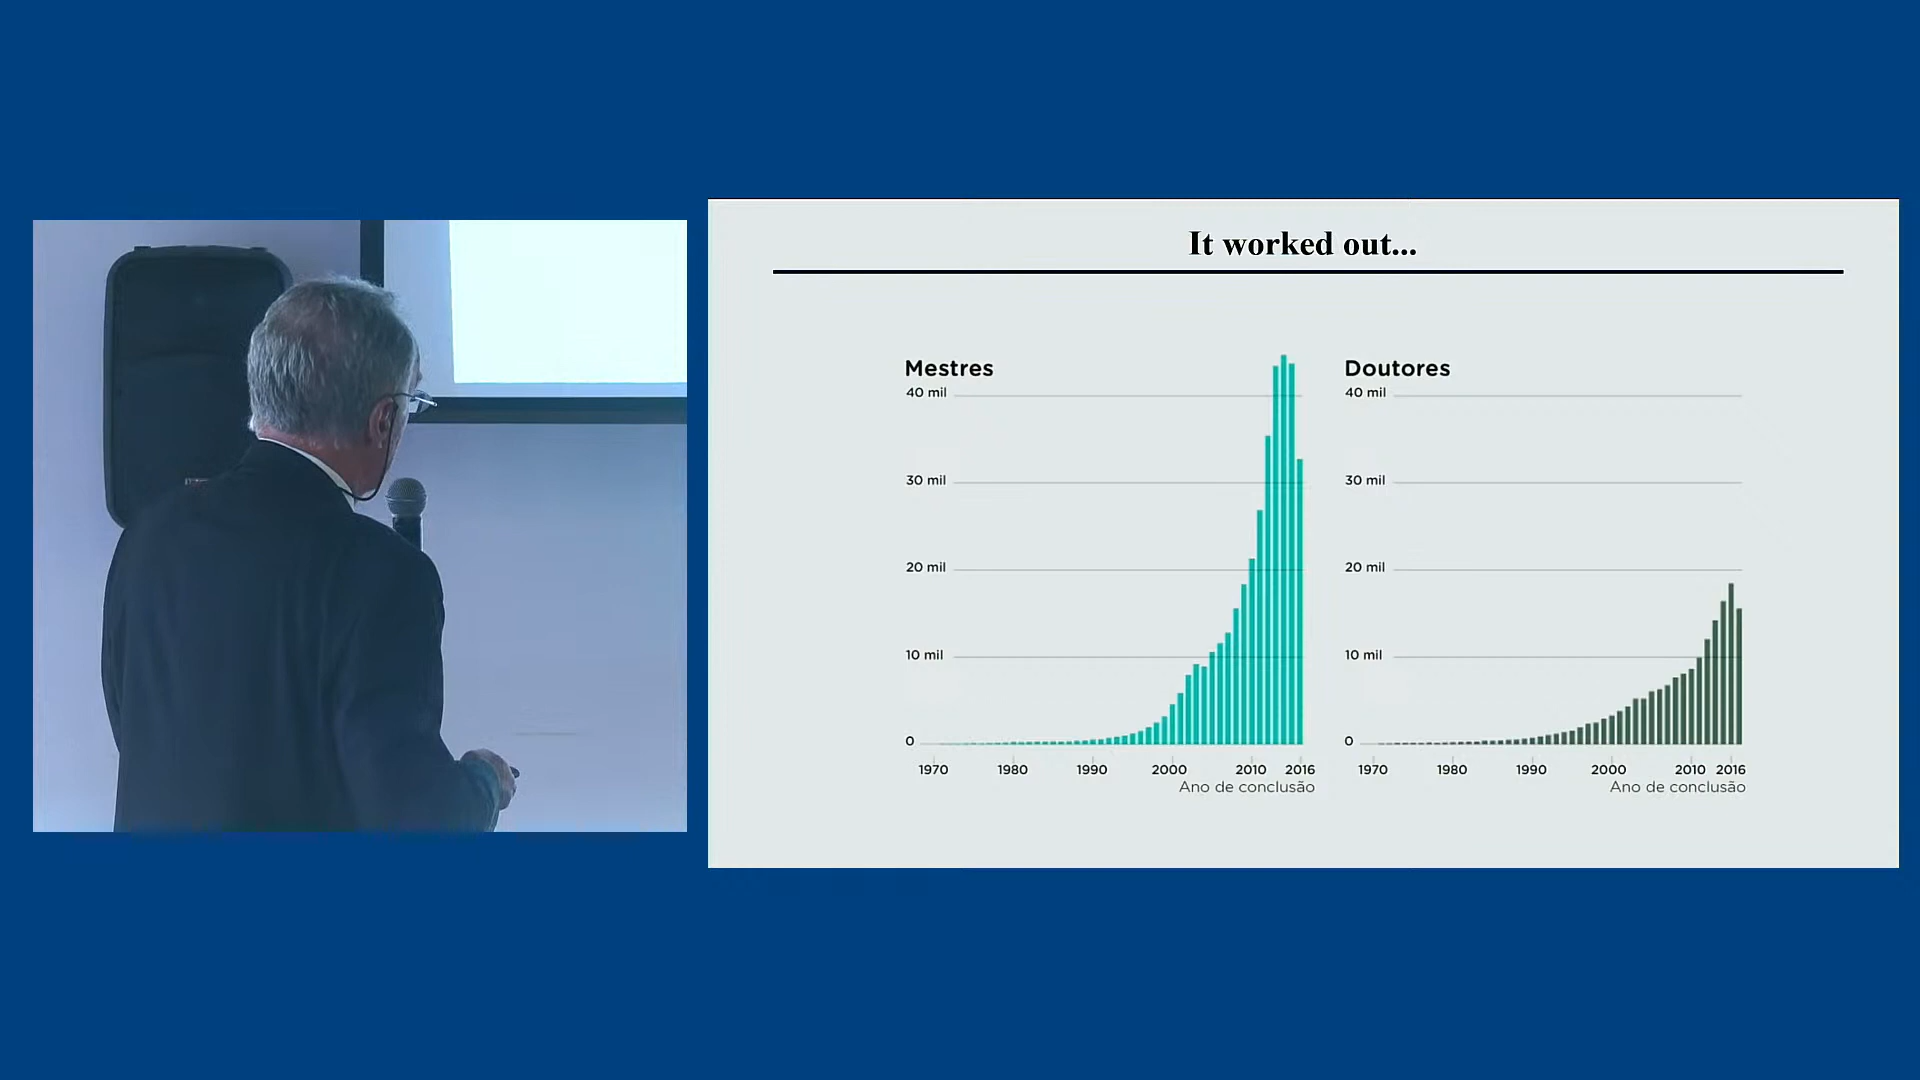 It worked out...
Mestres
40 mil
30 mil
20 mil
10 mil
0
1970 1980 1990 2000 2010 2016
Ano de conclusão
Doutores
40 mil
30 mil
20 mil
10 mil
0
1970 1980 1990 2000 2010 2016
Ano de conclusão